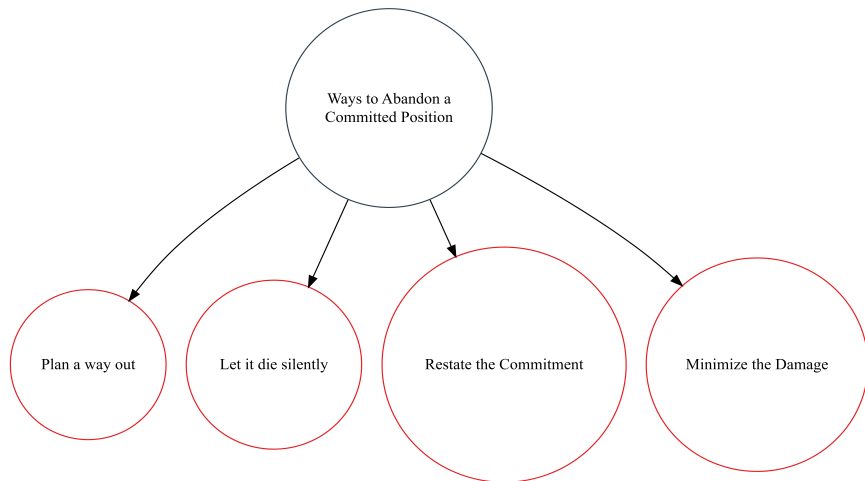 Ways to Abandon a
Committed Position
Plan a way out
Let it die silently
Restate the Commitment
Minimize the Damage